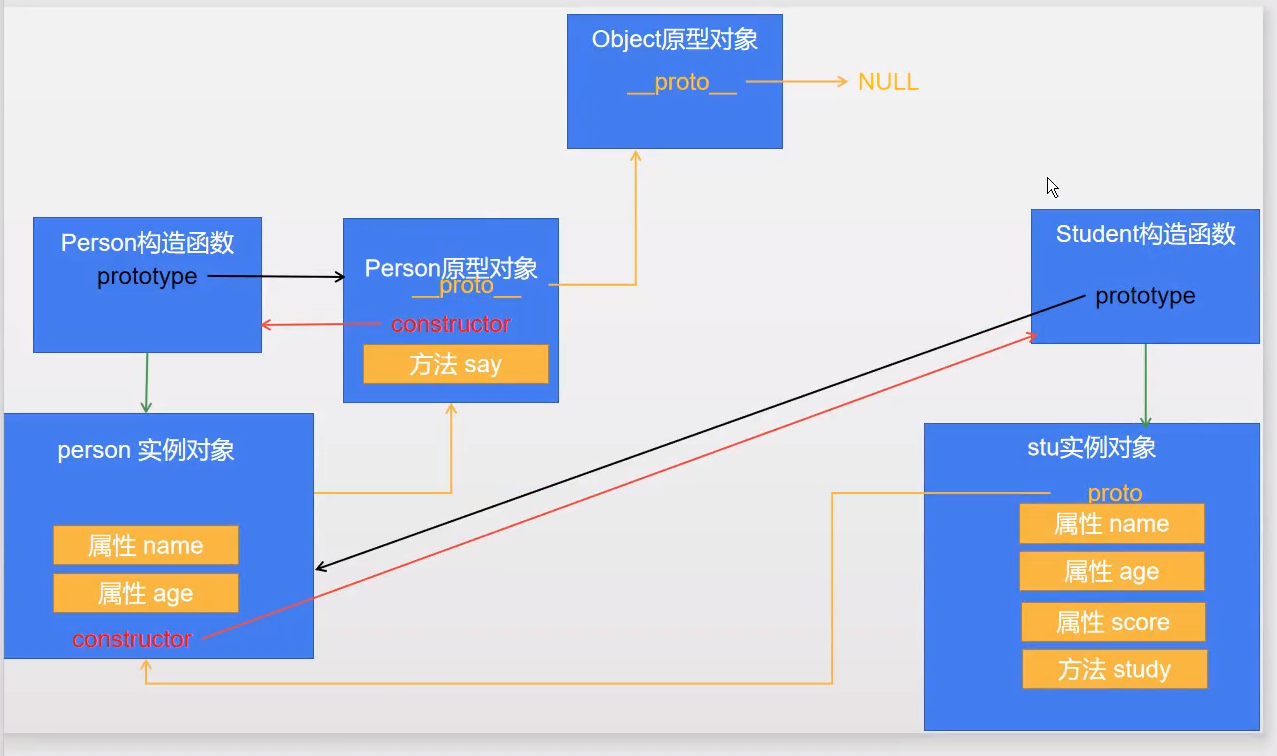 Object原型对象
__proto__
NULL
Person构造函数
prototype
Person原型对象
__proto__
constructor
方法 say
Student构造函数
prototype
person 实例对象
属性 name
属性 age
constructor
stu实例对象
proto
属性 name
属性 age
属性 score
方法 study